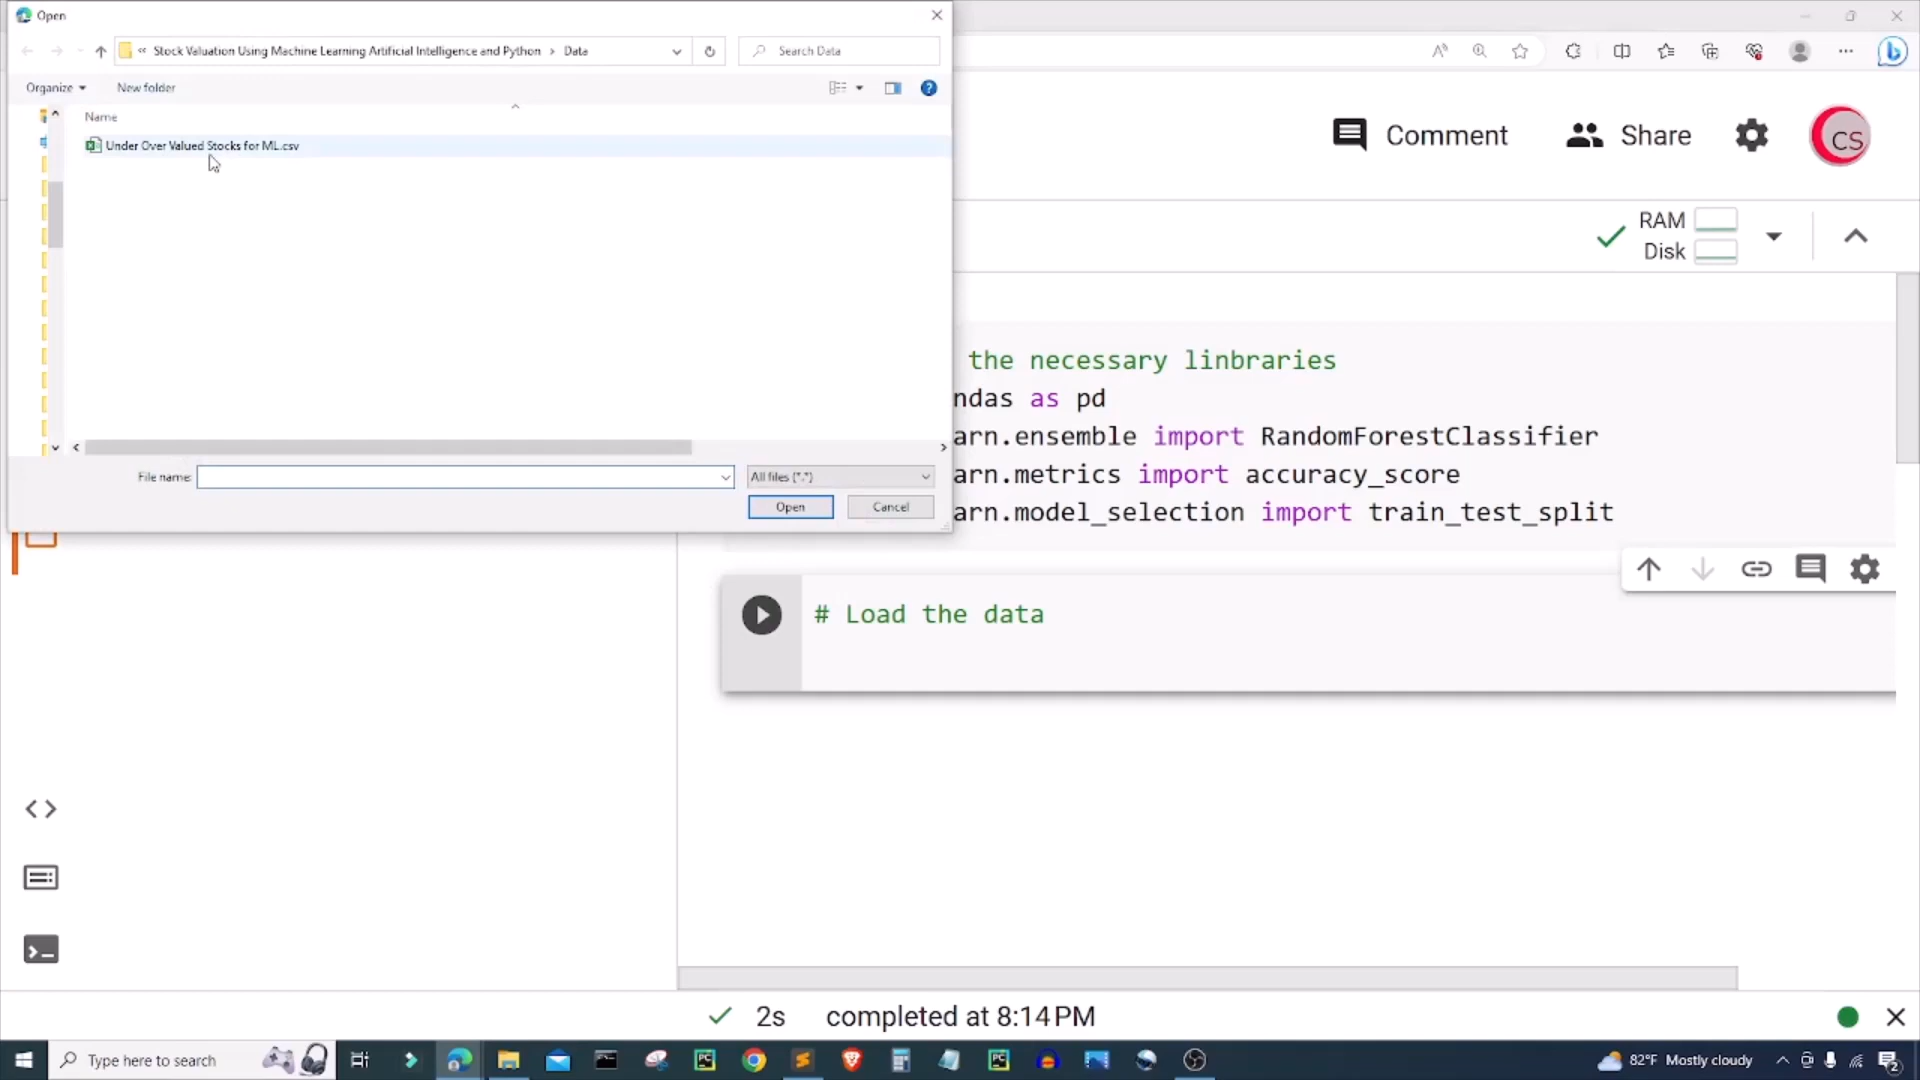 Open
« Stock Valuation Using Machine Learning Artificial Intelligence and Python > Data
Search Data
Organize
New folder
Name
Under Over Valued Stocks for ML.csv
File name:
All files (*.*)
Open
Cancel
Comment
Share
CS
RAM
Disk
the necessary linbraries
ndas as pd
arn.ensemble import RandomForestClassifier
arn.metrics import accuracy_score
arn.model_selection import train_test_split
# Load the data
2s completed at 8:14 PM
Type here to search
82°F Mostly cloudy
2